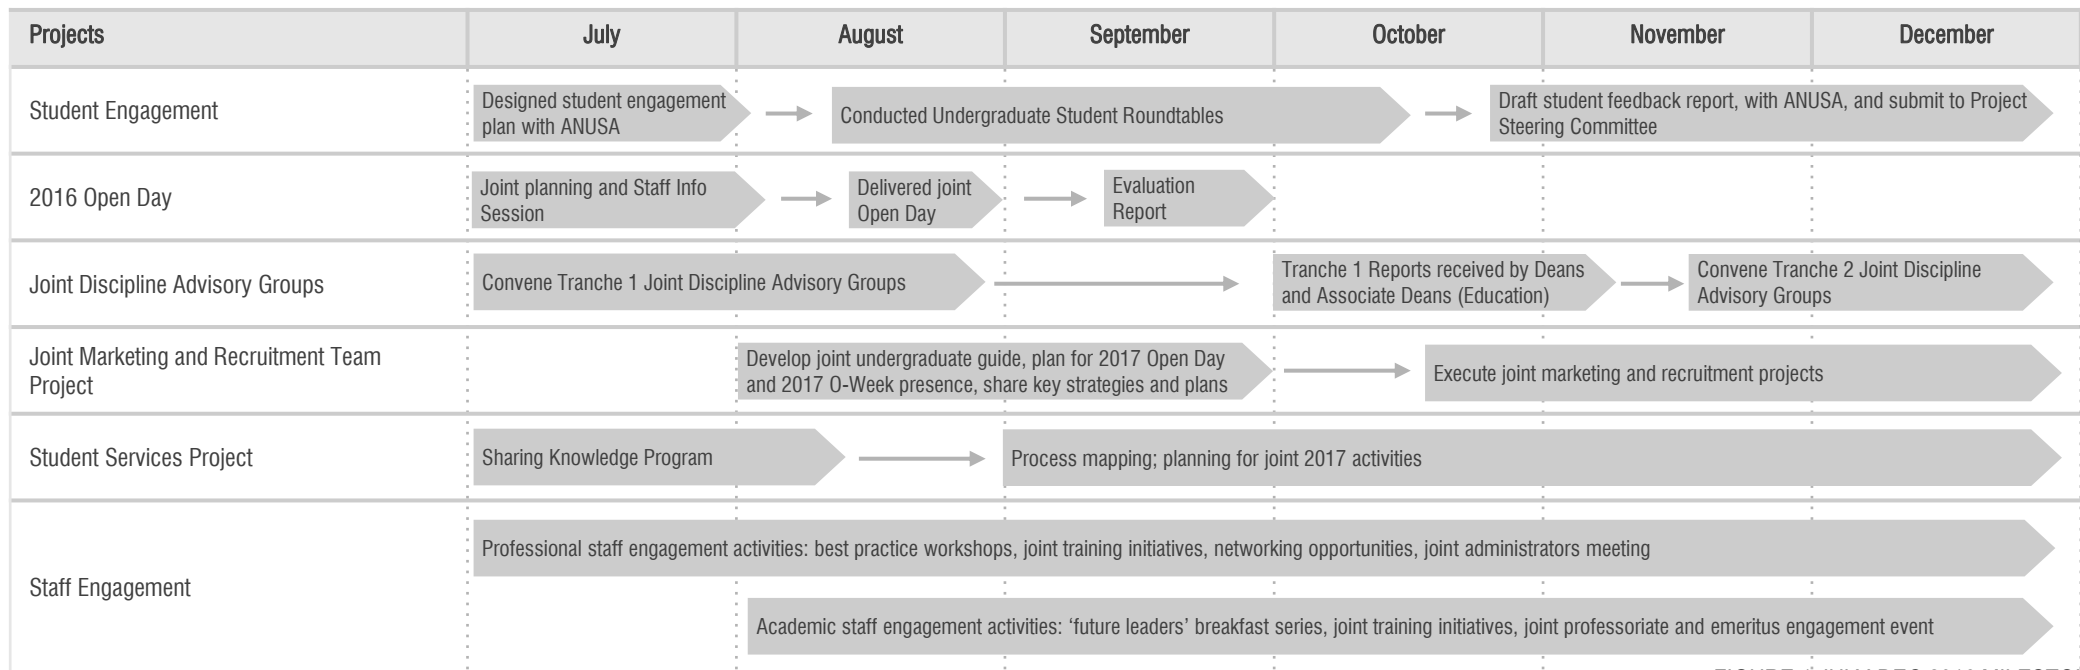 Projects
July
August
September
October
November
December
Student Engagement
Designed student engagement
plan with ANUSA
Conducted Undergraduate Student Roundtables
Draft student feedback report, with ANUSA, and submit to Project
Steering Committee
2016 Open Day
Joint planning and Staff Info
Session
Delivered joint
Open Day
Evaluation
Report
Joint Discipline Advisory Groups
Convene Tranche 1 Joint Discipline Advisory Groups
Tranche 1 Reports received by Deans
and Associate Deans (Education)
Convene Tranche 2 Joint Discipline
Advisory Groups
Joint Marketing and Recruitment Team
Project
Develop joint undergraduate guide, plan for 2017 Open Day
and 2017 O-Week presence, share key strategies and plans
Execute joint marketing and recruitment projects
Student Services Project
Sharing Knowledge Program
Process mapping; planning for joint 2017 activities
Staff Engagement
Professional staff engagement activities: best practice workshops, joint training initiatives, networking opportunities, joint administrators meeting
Academic staff engagement activities: ‘future leaders’ breakfast series, joint training initiatives, joint professoriate and emeritus engagement event